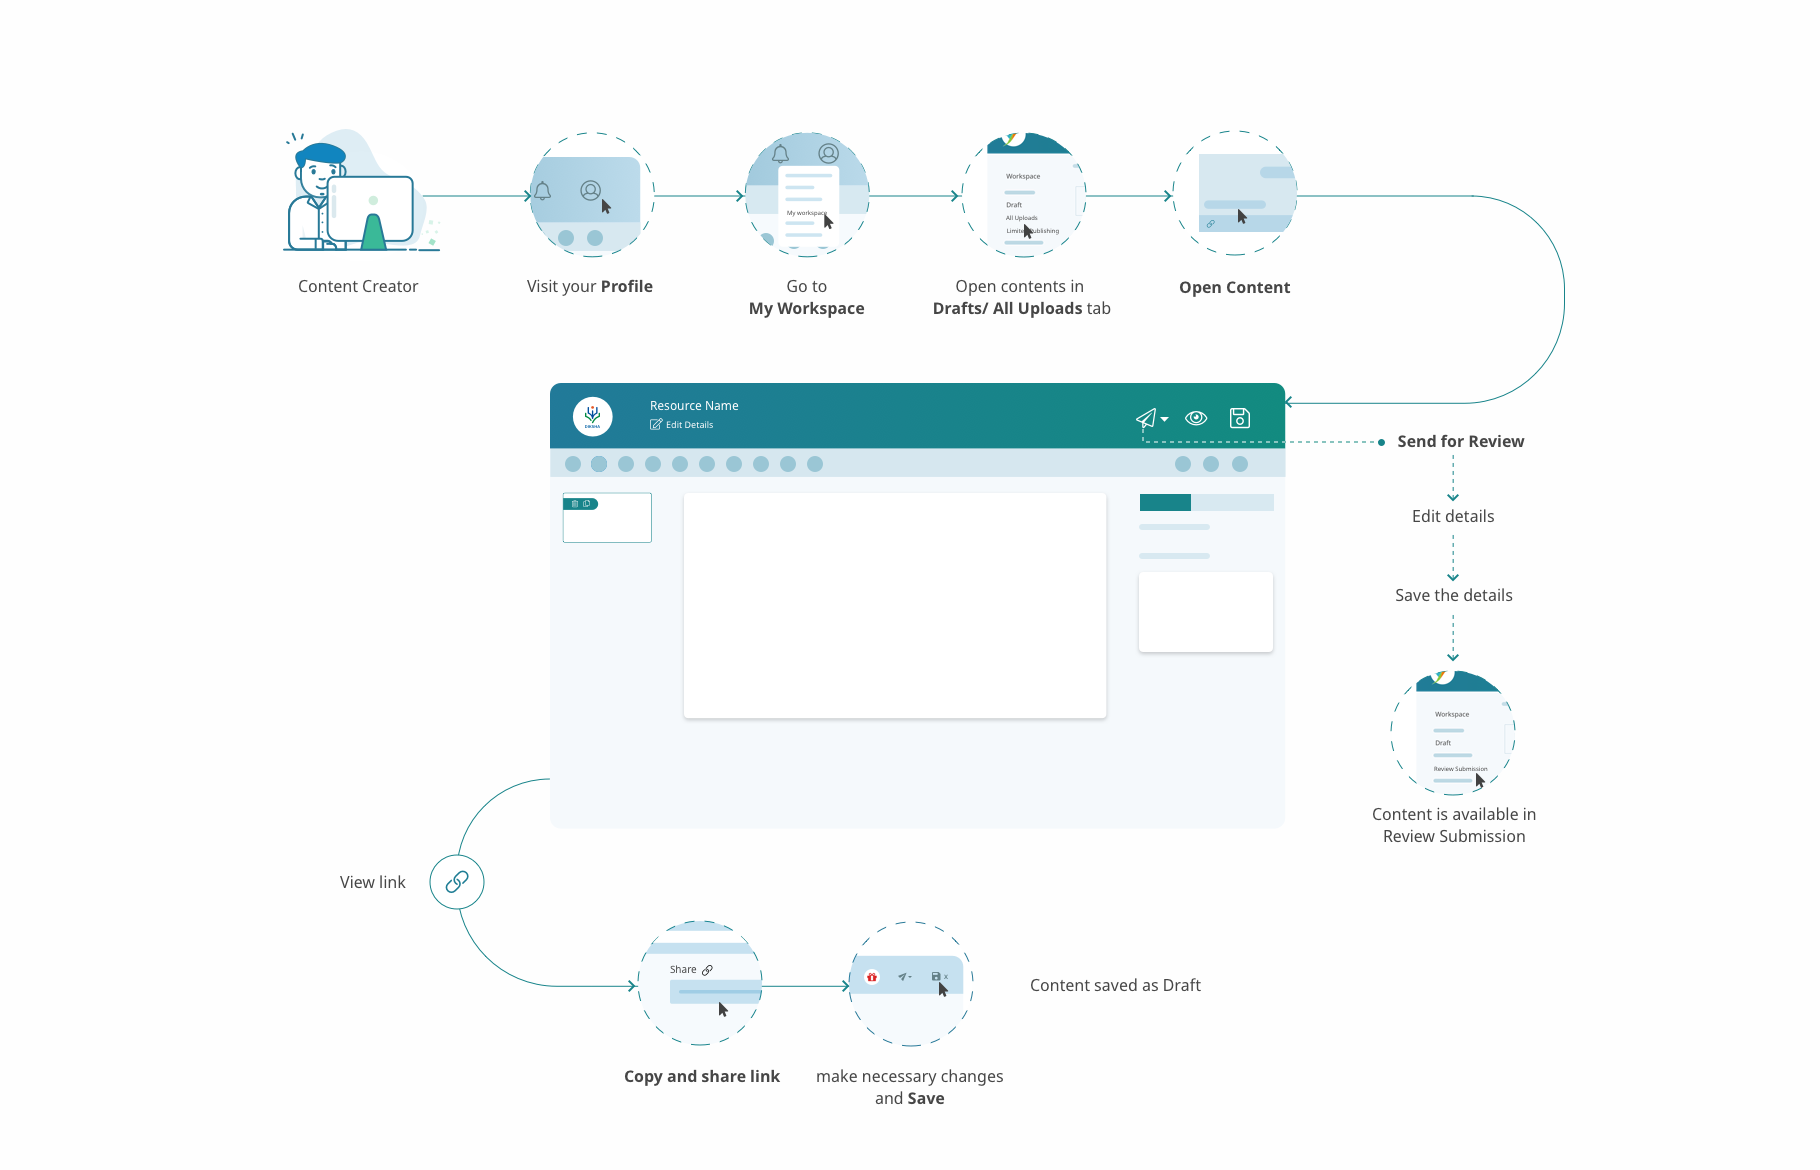 Content Creator
Visit your Profile
My workspace
Go to
My Workspace
Workspace
Draft
All Uploads
Limited Publishing
Open contents in
Drafts/ All Uploads tab
Open Content
DIKSHA
Resource Name
Edit Details
Send for Review
Edit details
Save the details
Workspace
Draft
Review Submission
Content is available in
Review Submission
View link
Share
Copy and share link
x
make necessary changes
and Save
Content saved as Draft